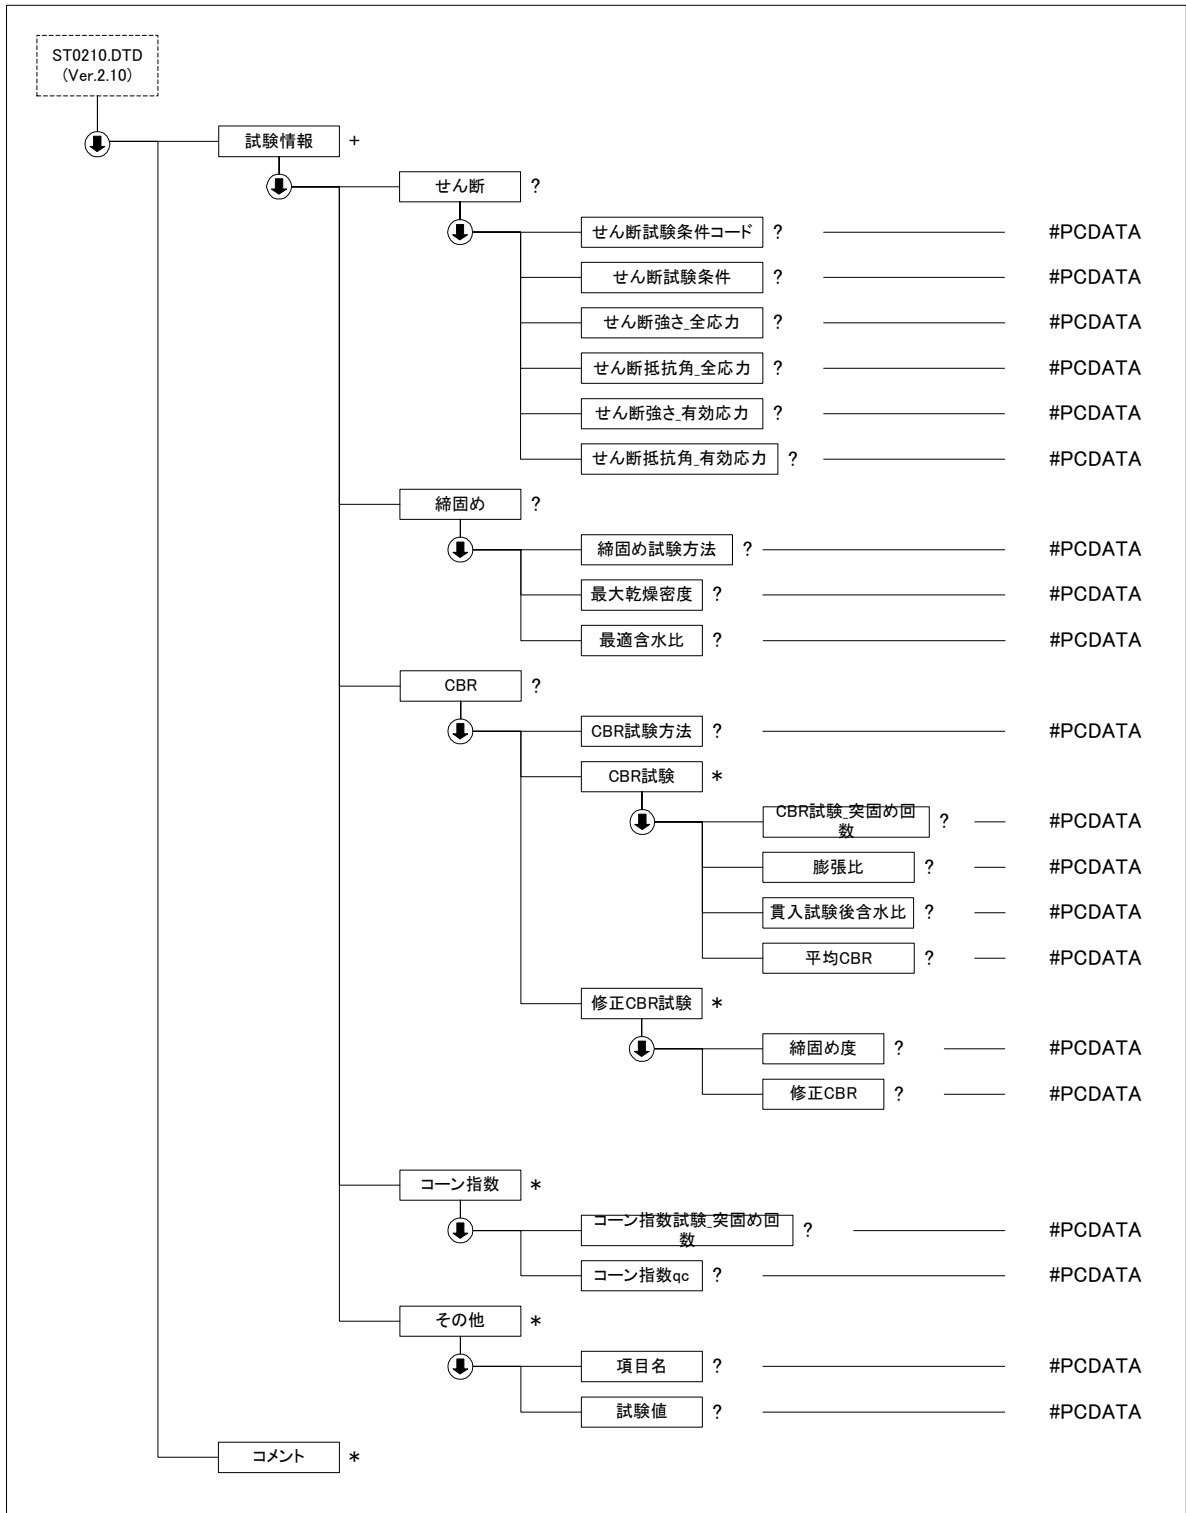 ST0210.DTD
(Ver.2.10)
試験情報 +
せん断 ?
せん断試験条件コード ? #PCDATA
せん断試験条件 ? #PCDATA
せん断強さ_全応力 ? #PCDATA
せん断抵抗角_全応力 ? #PCDATA
せん断強さ_有効応力 ? #PCDATA
せん断抵抗角_有効応力 ? #PCDATA
締固め ?
締固め試験方法 ? #PCDATA
最大乾燥密度 ? #PCDATA
最適含水比 ? #PCDATA
CBR ?
CBR試験方法 ? #PCDATA
CBR試験 *
CBR試験_突固め回
数 ? #PCDATA
膨張比 ? #PCDATA
貫入試験後含水比 ? #PCDATA
平均CBR ? #PCDATA
修正CBR試験 *
締固め度 ? #PCDATA
修正CBR ? #PCDATA
コーン指数 *
コーン指数試験_突固め回
数 ? #PCDATA
コーン指数qc ? #PCDATA
その他 *
項目名 ? #PCDATA
試験値 ? #PCDATA
コメント *